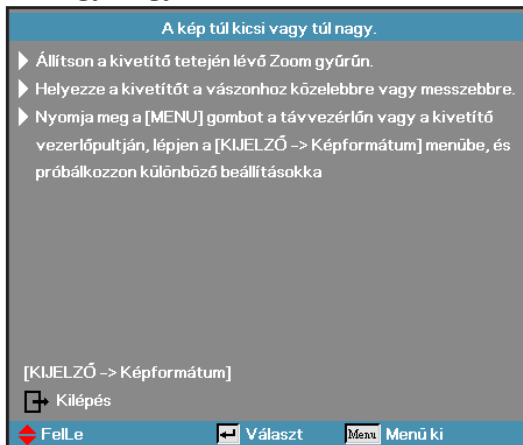 A kép túl kicsi vagy túl nagy.
Állítson a kivetítő tetején lévő Zoom gyűrűn.
Helyezze a kivetítőt a vászonhoz közelebbre vagy messzebbre.
Nyomja meg a [MENU] gombot a távvezérlőn vagy a kivetítő
vezerlőpultján, lépjen a [KIJELZŐ -> Képformátum] menübe, és
próbálkozzon különböző beállításokka
[KIJELZŐ -> Képformátum]
Kilépés
FelLe Választ Menu Menü ki